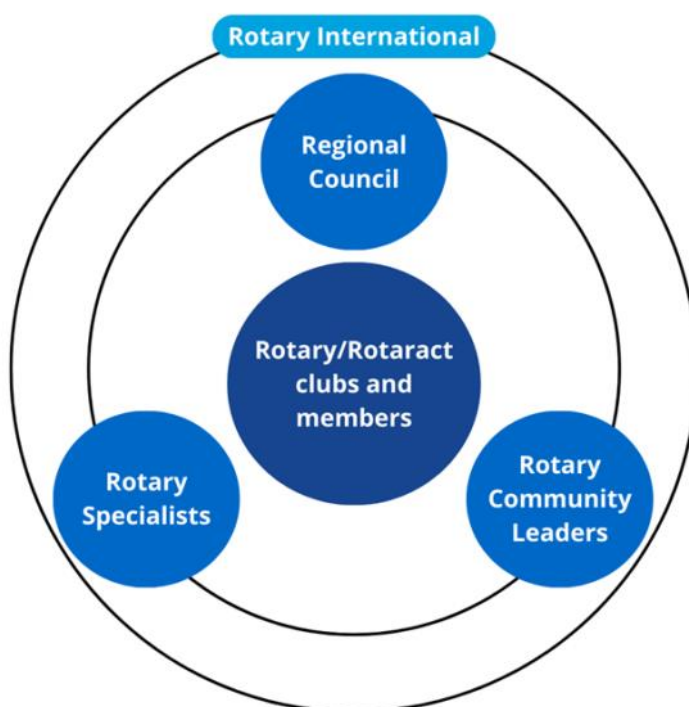 Rotary International
Regional
Council
Rotary/Rotaract
clubs and
members
Rotary
Specialists
Rotary
Community
Leaders